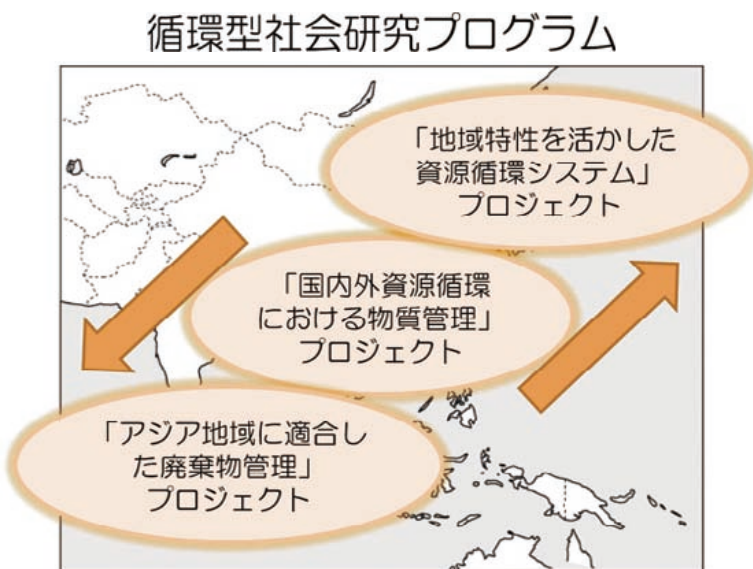 循環型社会研究プログラム
「地域特性を活かした
資源循環システム」
プロジェクト
「国内外資源循環
における物質管理」
プロジェクト
「アジア地域に適合し
た廃棄物管理」
プロジェクト